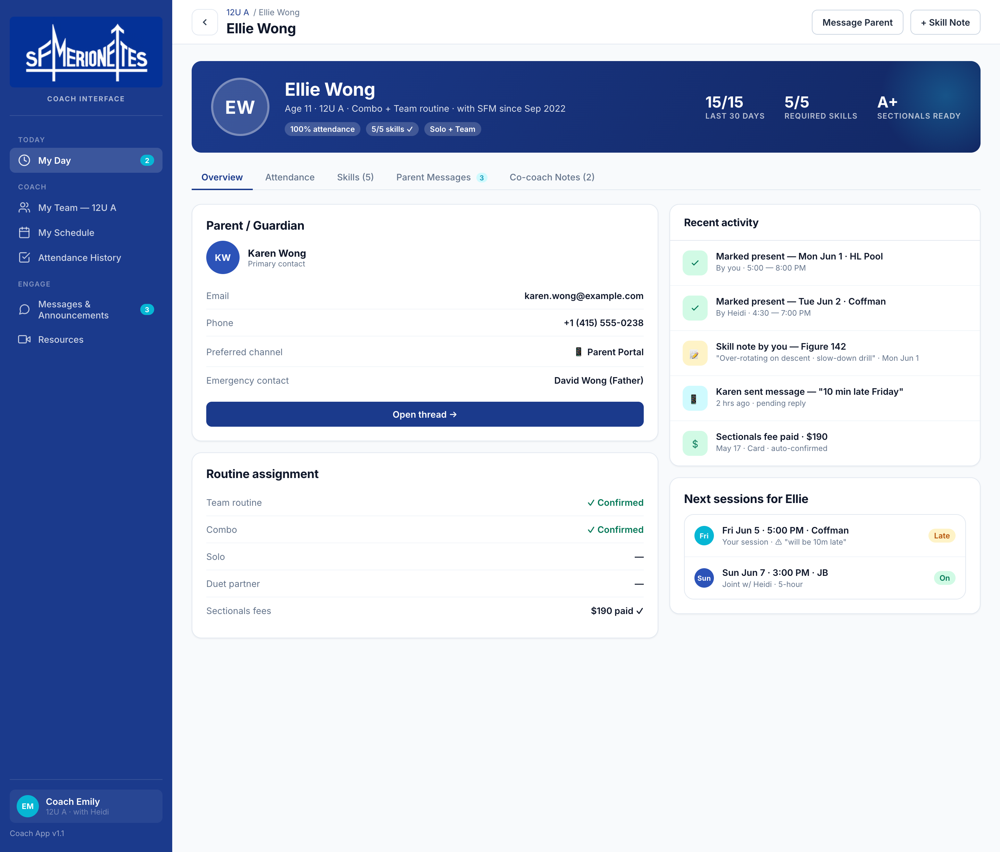 SFMERIONETTES
COACH INTERFACE
TODAY
My Day 2
COACH
My Team — 12U A
My Schedule
Attendance History
ENGAGE
Messages &
Announcements 3
Resources
EM
Coach Emily
12U A · with Heidi
Coach App v1.1
12U A / Ellie Wong
Ellie Wong
Message Parent
+ Skill Note
EW
Ellie Wong
Age 11 · 12U A · Combo + Team routine · with SFM since Sep 2022
100% attendance 5/5 skills ✓ Solo + Team
15/15
LAST 30 DAYS
5/5
REQUIRED SKILLS
A+
SECTIONALS READY
Overview Attendance Skills (5) Parent Messages 3 Co-coach Notes (2)
Parent / Guardian
KW
Karen Wong
Primary contact
Email karen.wong@example.com
Phone +1 (415) 555-0238
Preferred channel 📱 Parent Portal
Emergency contact David Wong (Father)
Open thread →
Routine assignment
Team routine ✓ Confirmed
Combo ✓ Confirmed
Solo —
Duet partner —
Sectionals fees $190 paid ✓
Recent activity
Marked present — Mon Jun 1 · HL Pool
By you · 5:00 — 8:00 PM
Marked present — Tue Jun 2 · Coffman
By Heidi · 4:30 — 7:00 PM
Skill note by you — Figure 142
"Over-rotating on descent · slow-down drill" · Mon Jun 1
Karen sent message — "10 min late Friday"
2 hrs ago · pending reply
$
Sectionals fee paid · $190
May 17 · Card · auto-confirmed
Next sessions for Ellie
Fri
Fri Jun 5 · 5:00 PM · Coffman
Your session · ⚠ "will be 10m late"
Late
Sun
Sun Jun 7 · 3:00 PM · JB
Joint w/ Heidi · 5-hour
On